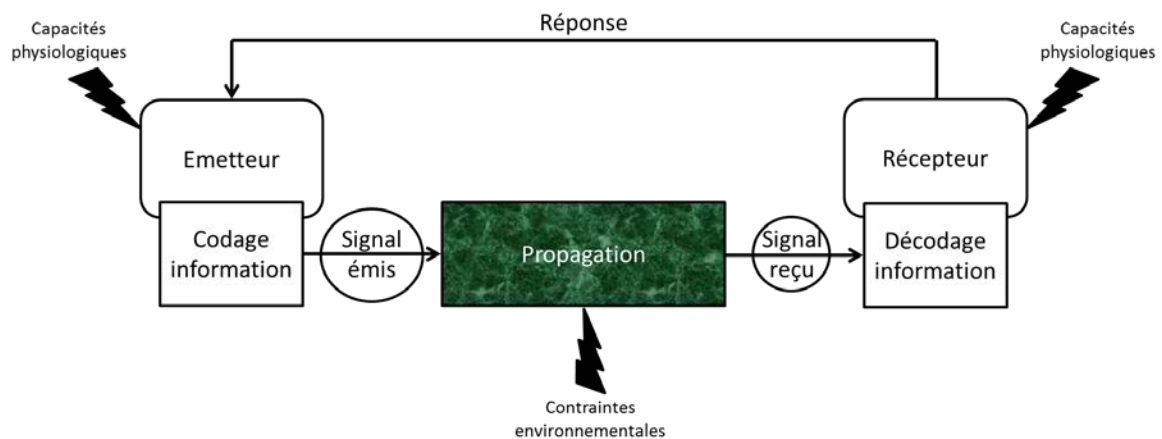 Réponse
Capacités
physiologiques
Capacités
physiologiques
Emetteur
Récepteur
Codage
information
Signal
émis
Propagation
Signal
reçu
Décodage
information
Contraintes
environnementales